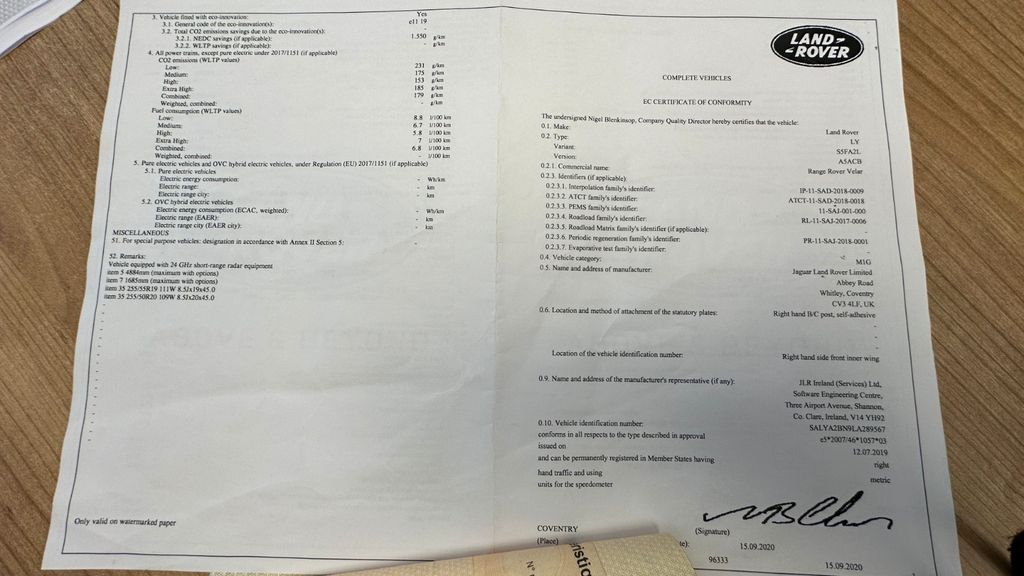 3. Vehicle fitted with eco-innovation: Yes
3.1. General code of the eco-innovation(s): e11 19
3.2. Total CO2 emissions savings due to the eco-innovation(s):
3.2.1. NEDC savings (if applicable): 1.550 g/km
3.2.2. WLTP savings (if applicable): - g/km
4. All power trains, except pure electric under 2017/1151 (if applicable)
CO2 emissions (WLTP values)
Low: 231 g/km
Medium: 175 g/km
High: 153 g/km
Extra High: 185 g/km
Combined: 179 g/km
Weighted, combined: - g/km
Fuel consumption (WLTP values)
Low: 8.8 l/100 km
Medium: 6.7 l/100 km
High: 5.8 l/100 km
Extra High: 7 l/100 km
Combined: 6.8 l/100 km
Weighted, combined: - l/100 km
5. Pure electric vehicles and OVC hybrid electric vehicles, under Regulation (EU) 2017/1151 (if applicable)
5.1. Pure electric vehicles
Electric energy consumption: - Wh/km
Electric range: - km
Electric range city: - km
5.2. OVC hybrid electric vehicles
Electric energy consumption (ECAC, weighted): - Wh/km
Electric range (EAER): - km
Electric range city (EAER city): - km
MISCELLANEOUS
51. For special purpose vehicles: designation in accordance with Annex II Section 5: -
52. Remarks:
Vehicle equipped with 24 GHz short-range radar equipment
item 5 4884mm (maximum with options)
item 7 1685mm (maximum with options)
item 35 255/55R19 111W 8.5Jx19x45.0
item 35 255/50R20 109W 8.5Jx20x45.0
Only valid on watermarked paper
LAND-
-ROVER
COMPLETE VEHICLES
EC CERTIFICATE OF CONFORMITY
The undersigned Nigel Blenkinsop, Company Quality Director hereby certifies that the vehicle:
0.1. Make: Land Rover
0.2. Type: LY
Variant: S5FA2L
Version: A5ACB
0.2.1. Commercial name: Range Rover Velar
0.2.3. Identifiers (if applicable):
0.2.3.1. Interpolation family's identifier: IP-11-SAD-2018-0009
0.2.3.2. ATCT family's identifier: ATCT-11-SAD-2018-0018
0.2.3.3. PEMS family's identifier: 11-SAJ-001-000
0.2.3.4. Roadload family's identifier: RL-11-SAJ-2017-0006
0.2.3.5. Roadload Matrix family's identifier (if applicable):
0.2.3.6. Periodic regeneration family's identifier: PR-11-SAJ-2018-0001
0.2.3.7. Evaporative test family's identifier:
0.4. Vehicle category: M1G
0.5. Name and address of manufacturer: Jaguar Land Rover Limited
Abbey Road
Whitley, Coventry
CV3 4LF, UK
0.6. Location and method of attachment of the statutory plates: Right hand B/C post, self-adhesive
Location of the vehicle identification number: Right hand side front inner wing
0.9. Name and address of the manufacturer's representative (if any): JLR Ireland (Services) Ltd,
Software Engineering Centre,
Three Airport Avenue, Shannon,
Co. Clare, Ireland, V14 YH92
0.10. Vehicle identification number: SALYA2BN9LA289567
conforms in all respects to the type described in approval e5*2007/46*1057*03
issued on 12.07.2019
and can be permanently registered in Member States having
hand traffic and using right
units for the speedometer metric
COVENTRY (Signature)
(Place) te): 15.09.2020
96333 15.09.2020
ristic
N°